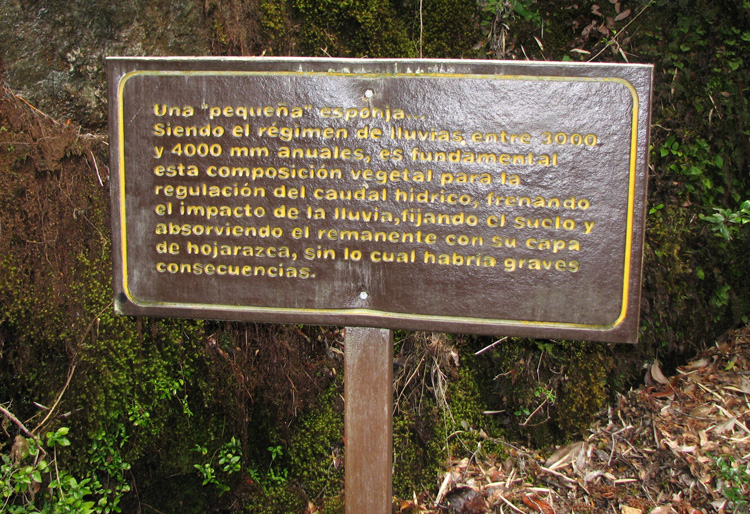 Una "pequeña" esponja...
Siendo el régimen de lluvias, entre 3000
y 4000 mm anuales, es fundamental
esta composición vegetal para la
regulación del caudal hídrico, frenando
el impacto de la lluvia,fijando el suelo y
absorviendo el remanente con su capa
de hojarazca, sin lo cual habría graves
consecuencias.